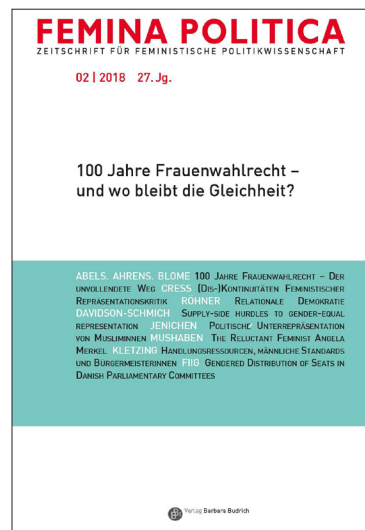 FEMINA POLITICA
ZEITSCHRIFT FÜR FEMINISTISCHE POLITIKWISSENSCHAFT
02 | 2018 27. Jg.
100 Jahre Frauenwahlrecht –
und wo bleibt die Gleichheit?
ABELS. AHRENS. BLOME 100 JAHRE FRAUENWAHLRECHT – DER
UNVOLLENDETE WEG CRESS (DIS-)KONTINUITÄTEN FEMINISTISCHER
REPRÄSENTATIONSKRITIK RÖHNER RELATIONALE DEMOKRATIE
DAVIDSON-SCHMICH SUPPLY-SIDE HURDLES TO GENDER-EQUAL
REPRESENTATION JENICHEN POLITISCHE UNTERREPRÄSENTATION
VON MUSLIMINNEN MUSHABEN THE RELUCTANT FEMINIST ANGELA
MERKEL KLETZING HANDLUNGSRESSOURCEN, MÄNNLICHE STANDARDS
UND BÜRGERMEISTERINNEN FIIG GENDERED DISTRIBUTION OF SEATS IN
DANISH PARLIAMENTARY COMMITTEES
Verlag Barbara Budrich